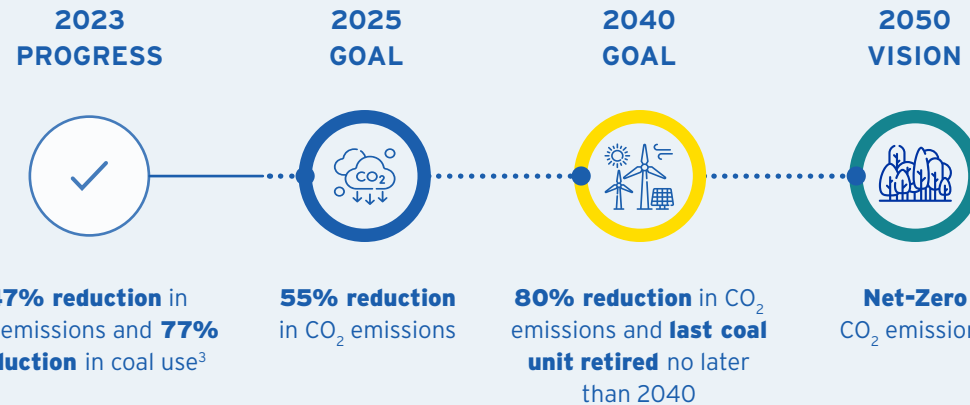 2023
PROGRESS
2025
GOAL
2040
GOAL
2050
VISION
CO₂
47% reduction in
emissions and 77%
reduction in coal use³
55% reduction
in CO₂ emissions
80% reduction in CO₂
emissions and last coal
unit retired no later
than 2040
Net-Zero
CO₂ emissions